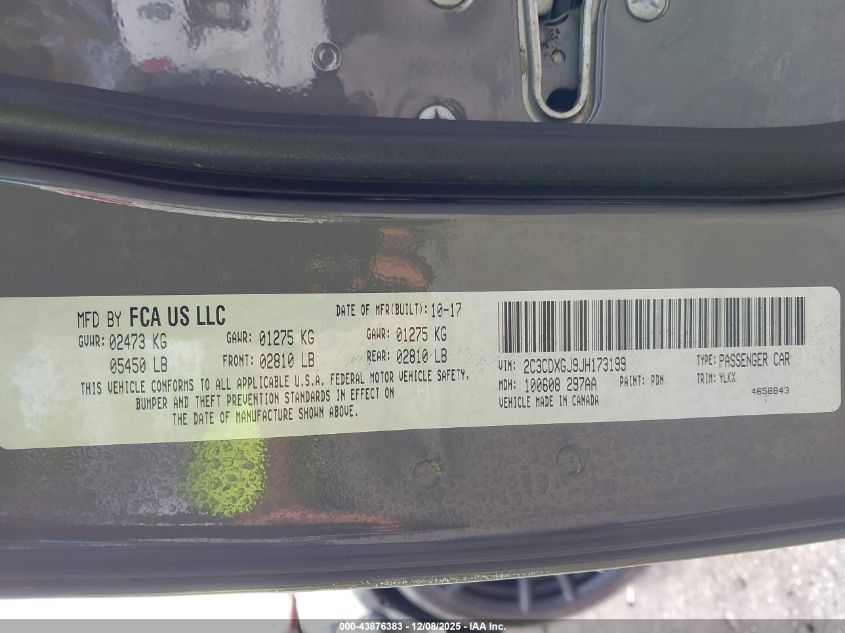 MFD BY FCA US LLC
DATE OF MFR(BUILT): 10-17
GVWR: 02473 KG
GAWR: 01275 KG
GAWR: 01275 KG
05450 LB
FRONT: 02810 LB
REAR: 02810 LB
THIS VEHICLE CONFORMS TO ALL APPLICABLE U.S.A. FEDERAL MOTOR VEHICLE SAFETY,
BUMPER AND THEFT PREVENTION STANDARDS IN EFFECT ON
THE DATE OF MANUFACTURE SHOWN ABOVE.
VIN: 2C3CDXGJ9JH173199
TYPE: PASSENGER CAR
MDH: 100608 297AA
PAINT: PDN
TRIM: YLKX
VEHICLE MADE IN CANADA
4658843
000-43876383 - 12/08/2025 - IAA Inc.